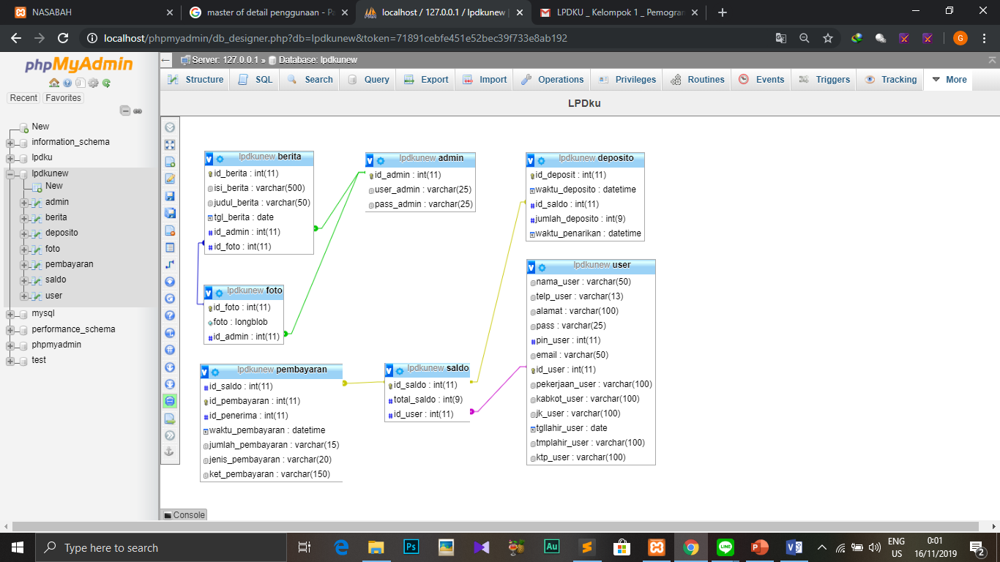 NASABAH
master of detail penggunaan - Pa
localhost / 127.0.0.1 / lpdkunew |
LPDKU _ Kelompok 1 _ Pemogran
localhost/phpmyadmin/db_designer.php?db=lpdkunew&token=71891cebfe451e52bec39f733e8ab192
G
phpMyAdmin
Recent Favorites
New
information_schema
lpdku
lpdkunew
New
admin
berita
deposito
foto
pembayaran
saldo
user
mysql
performance_schema
phpmyadmin
test
Server: 127.0.0.1 » Database: lpdkunew
Structure SQL Search Query Export Import Operations Privileges Routines Events Triggers Tracking More
LPDku
lpdkunew berita
id_berita : int(11)
isi_berita : varchar(500)
judul_berita : varchar(50)
tgl_berita : date
id_admin : int(11)
id_foto : int(11)
lpdkunew admin
id_admin : int(11)
user_admin : varchar(25)
pass_admin : varchar(25)
lpdkunew deposito
id_deposit : int(11)
waktu_deposito : datetime
id_saldo : int(11)
jumlah_deposito : int(9)
waktu_penarikan : datetime
lpdkunew foto
id_foto : int(11)
foto : longblob
id_admin : int(11)
lpdkunew user
nama_user : varchar(50)
telp_user : varchar(13)
alamat : varchar(100)
pass : varchar(25)
pin_user : int(11)
email : varchar(50)
id_user : int(11)
pekerjaan_user : varchar(100)
kabkot_user : varchar(100)
jk_user : varchar(100)
tgllahir_user : date
tmplahir_user : varchar(100)
ktp_user : varchar(100)
lpdkunew pembayaran
id_saldo : int(11)
id_pembayaran : int(11)
id_penerima : int(11)
waktu_pembayaran : datetime
jumlah_pembayaran : varchar(15)
jenis_pembayaran : varchar(20)
ket_pembayaran : varchar(150)
lpdkunew saldo
id_saldo : int(11)
total_saldo : int(9)
id_user : int(11)
Console
Type here to search
ENG
US
0:01
16/11/2019
2